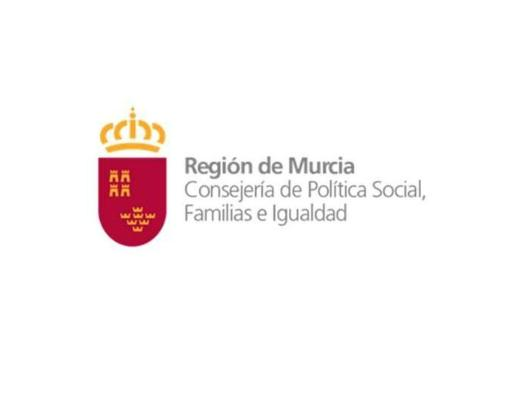 Región de Murcia
Consejería de Política Social,
Familias e Igualdad